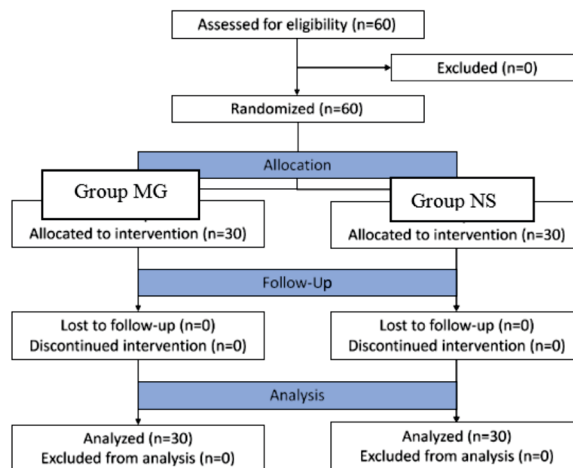 Assessed for eligibility (n=60)
Excluded (n=0)
Randomized (n=60)
Allocation
Group MG
Allocated to intervention (n=30)
Group NS
Allocated to intervention (n=30)
Follow-Up
Lost to follow-up (n=0)
Discontinued intervention (n=0)
Lost to follow-up (n=0)
Discontinued intervention (n=0)
Analysis
Analyzed (n=30)
Excluded from analysis (n=0)
Analyzed (n=30)
Excluded from analysis (n=0)